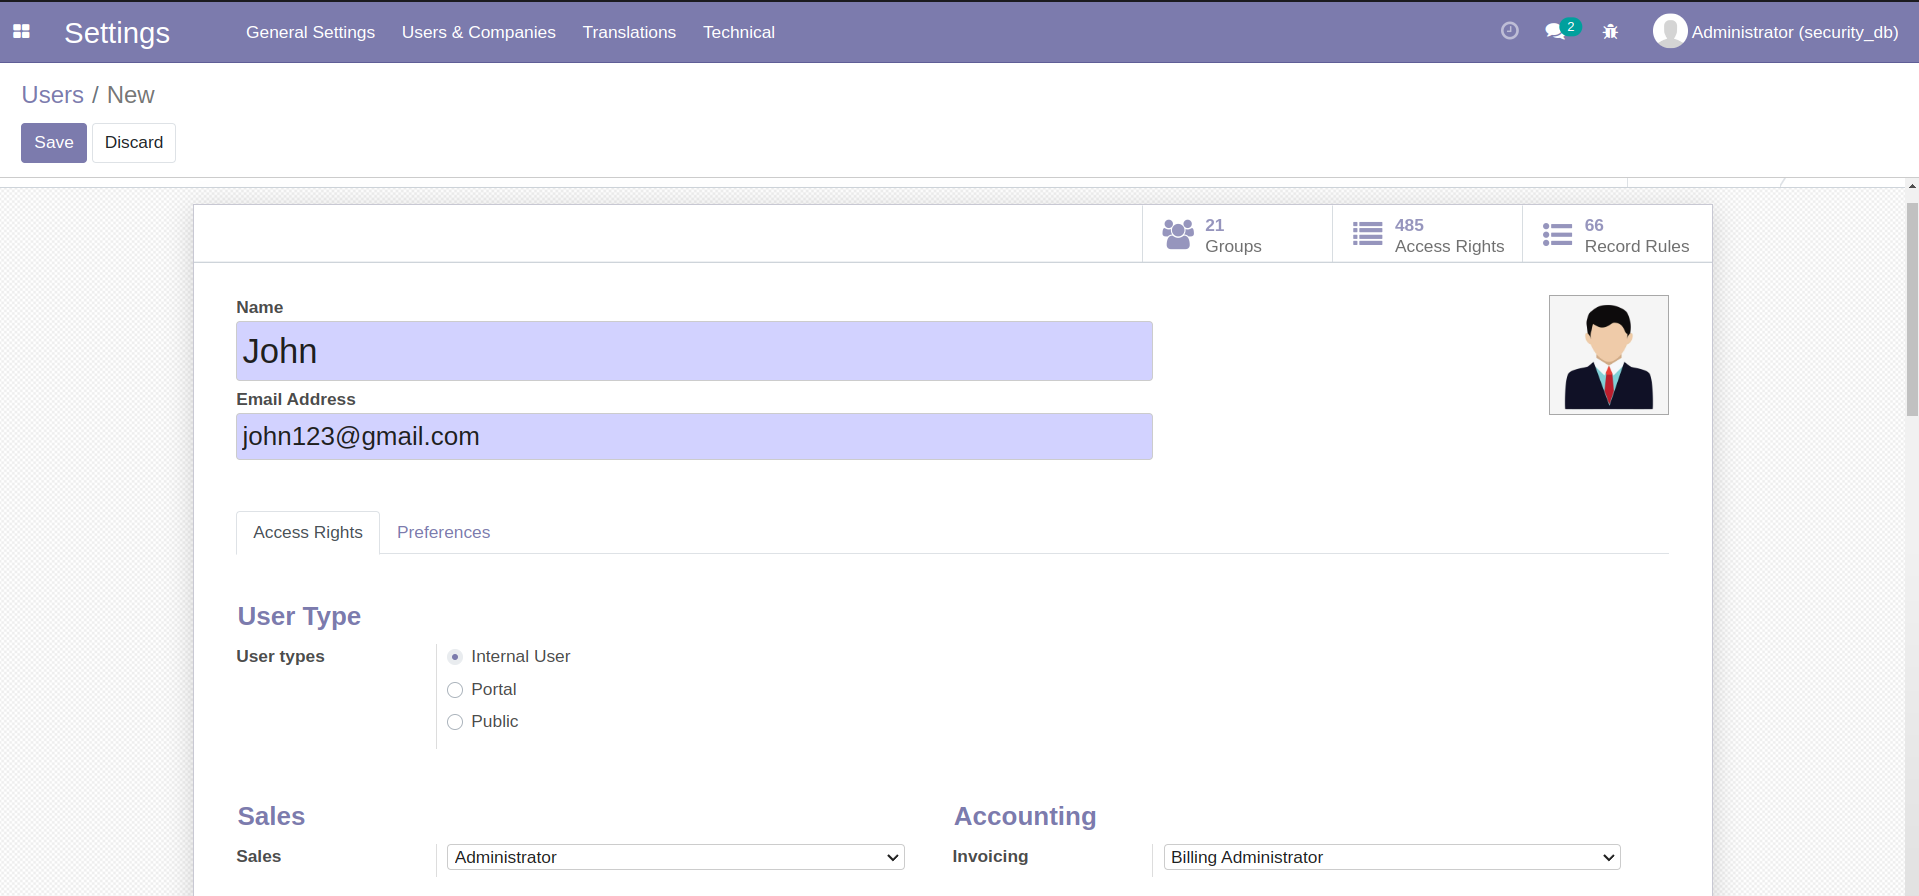 Settings General Settings Users & Companies Translations Technical 2 Administrator (security_db)
Users / New
Save Discard
21 Groups
485 Access Rights
66 Record Rules
Name
John
Email Address
john123@gmail.com
Access Rights Preferences
User Type
User types
Internal User
Portal
Public
Sales
Sales Administrator
Accounting
Invoicing Billing Administrator